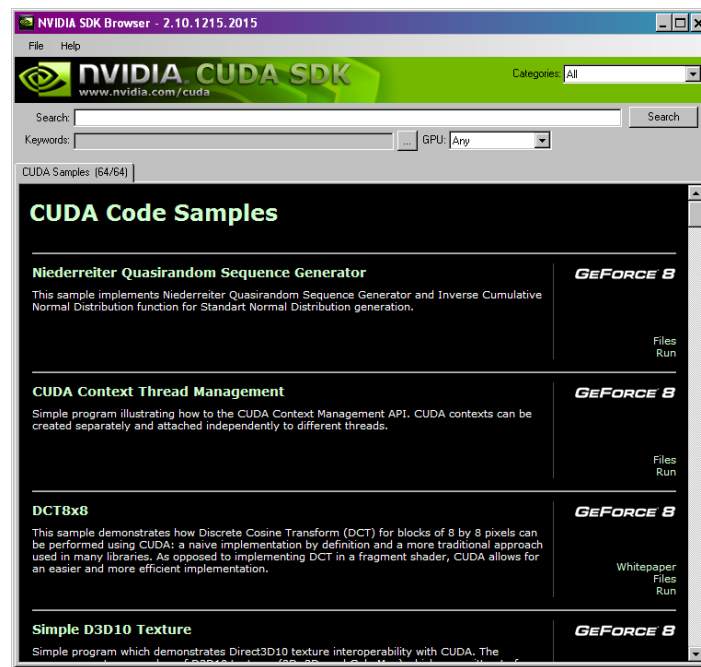 NVIDIA SDK Browser - 2.10.1215.2015
File Help
NVIDIA. CUDA SDK
www.nvidia.com/cuda
Categories: All
Search: Search
Keywords: ... GPU: Any
CUDA Samples (64/64)
CUDA Code Samples
Niederreiter Quasirandom Sequence Generator
GEFORCE 8
This sample implements Niederreiter Quasirandom Sequence Generator and Inverse Cumulative
Normal Distribution function for Standart Normal Distribution generation.
Files
Run
CUDA Context Thread Management
GEFORCE 8
Simple program illustrating how to the CUDA Context Management API. CUDA contexts can be
created separately and attached independently to different threads.
Files
Run
DCT8x8
GEFORCE 8
This sample demonstrates how Discrete Cosine Transform (DCT) for blocks of 8 by 8 pixels can
be performed using CUDA: a naive implementation by definition and a more traditional approach
used in many libraries. As opposed to implementing DCT in a fragment shader, CUDA allows for
an easier and more efficient implementation.
Whitepaper
Files
Run
Simple D3D10 Texture
GEFORCE 8
Simple program which demonstrates Direct3D10 texture interoperability with CUDA. The